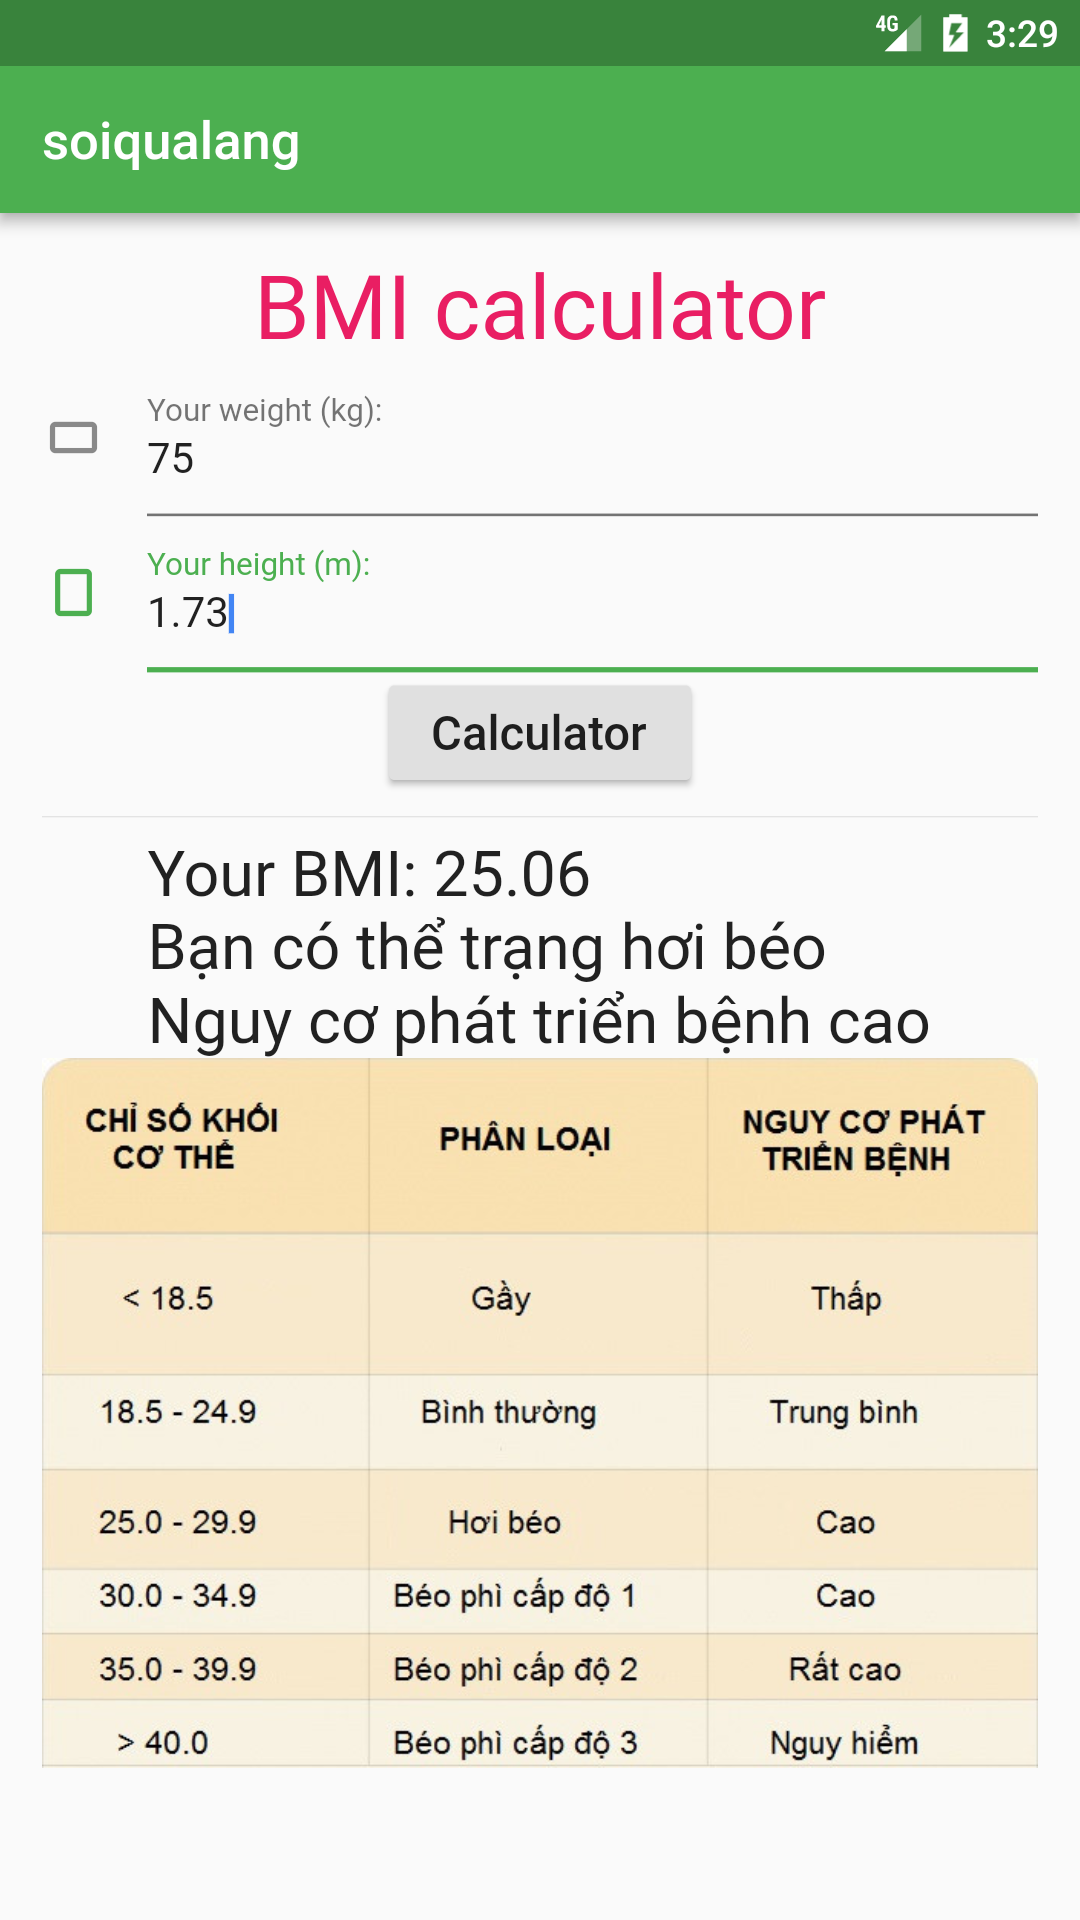 4G 3:29
soiqualang
BMI calculator
Your weight (kg):
75
Your height (m):
1.73
Calculator
Your BMI: 25.06
Bạn có thể trạng hơi béo
Nguy cơ phát triển bệnh cao
CHỈ SỐ KHỐI CƠ THỂ PHÂN LOẠI NGUY CƠ PHÁT TRIỂN BỆNH
< 18.5 Gầy Thấp
18.5 - 24.9 Bình thường Trung bình
25.0 - 29.9 Hơi béo Cao
30.0 - 34.9 Béo phì cấp độ 1 Cao
35.0 - 39.9 Béo phì cấp độ 2 Rất cao
> 40.0 Béo phì cấp độ 3 Nguy hiểm